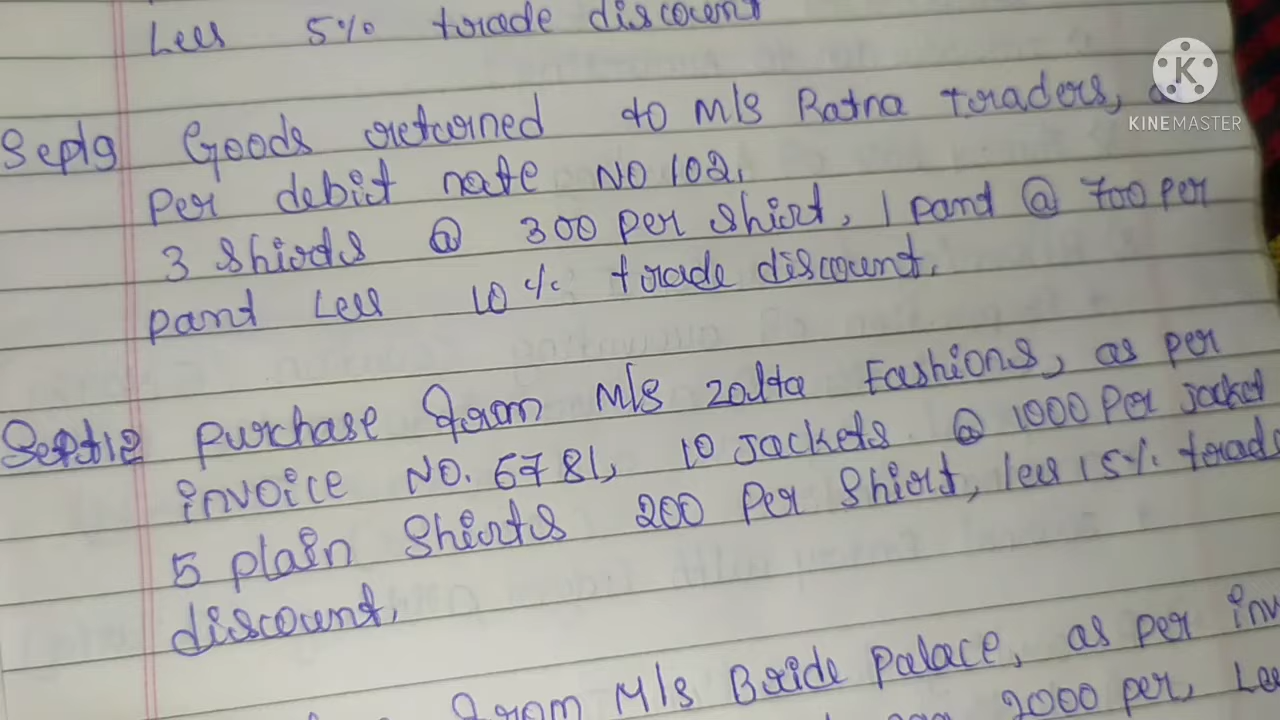 Less 5% trade discount
Sept9 Goods returned to M/s Ratna traders,
Per debit note NO 102.
3 Shirts @ 300 per shirt, 1 pant @ 700 per
pant Less 10% trade discount.
Sept12 purchase from M/s zolta Fashions, as per
invoice NO. 6781, 10 Jackets @ 1000 Per Jacket
5 plain Shirts 200 Per Shirt, less 15% trad
discount.
from M/s Bride palace, as per inv
2000 per, Les
K
KINEMASTER